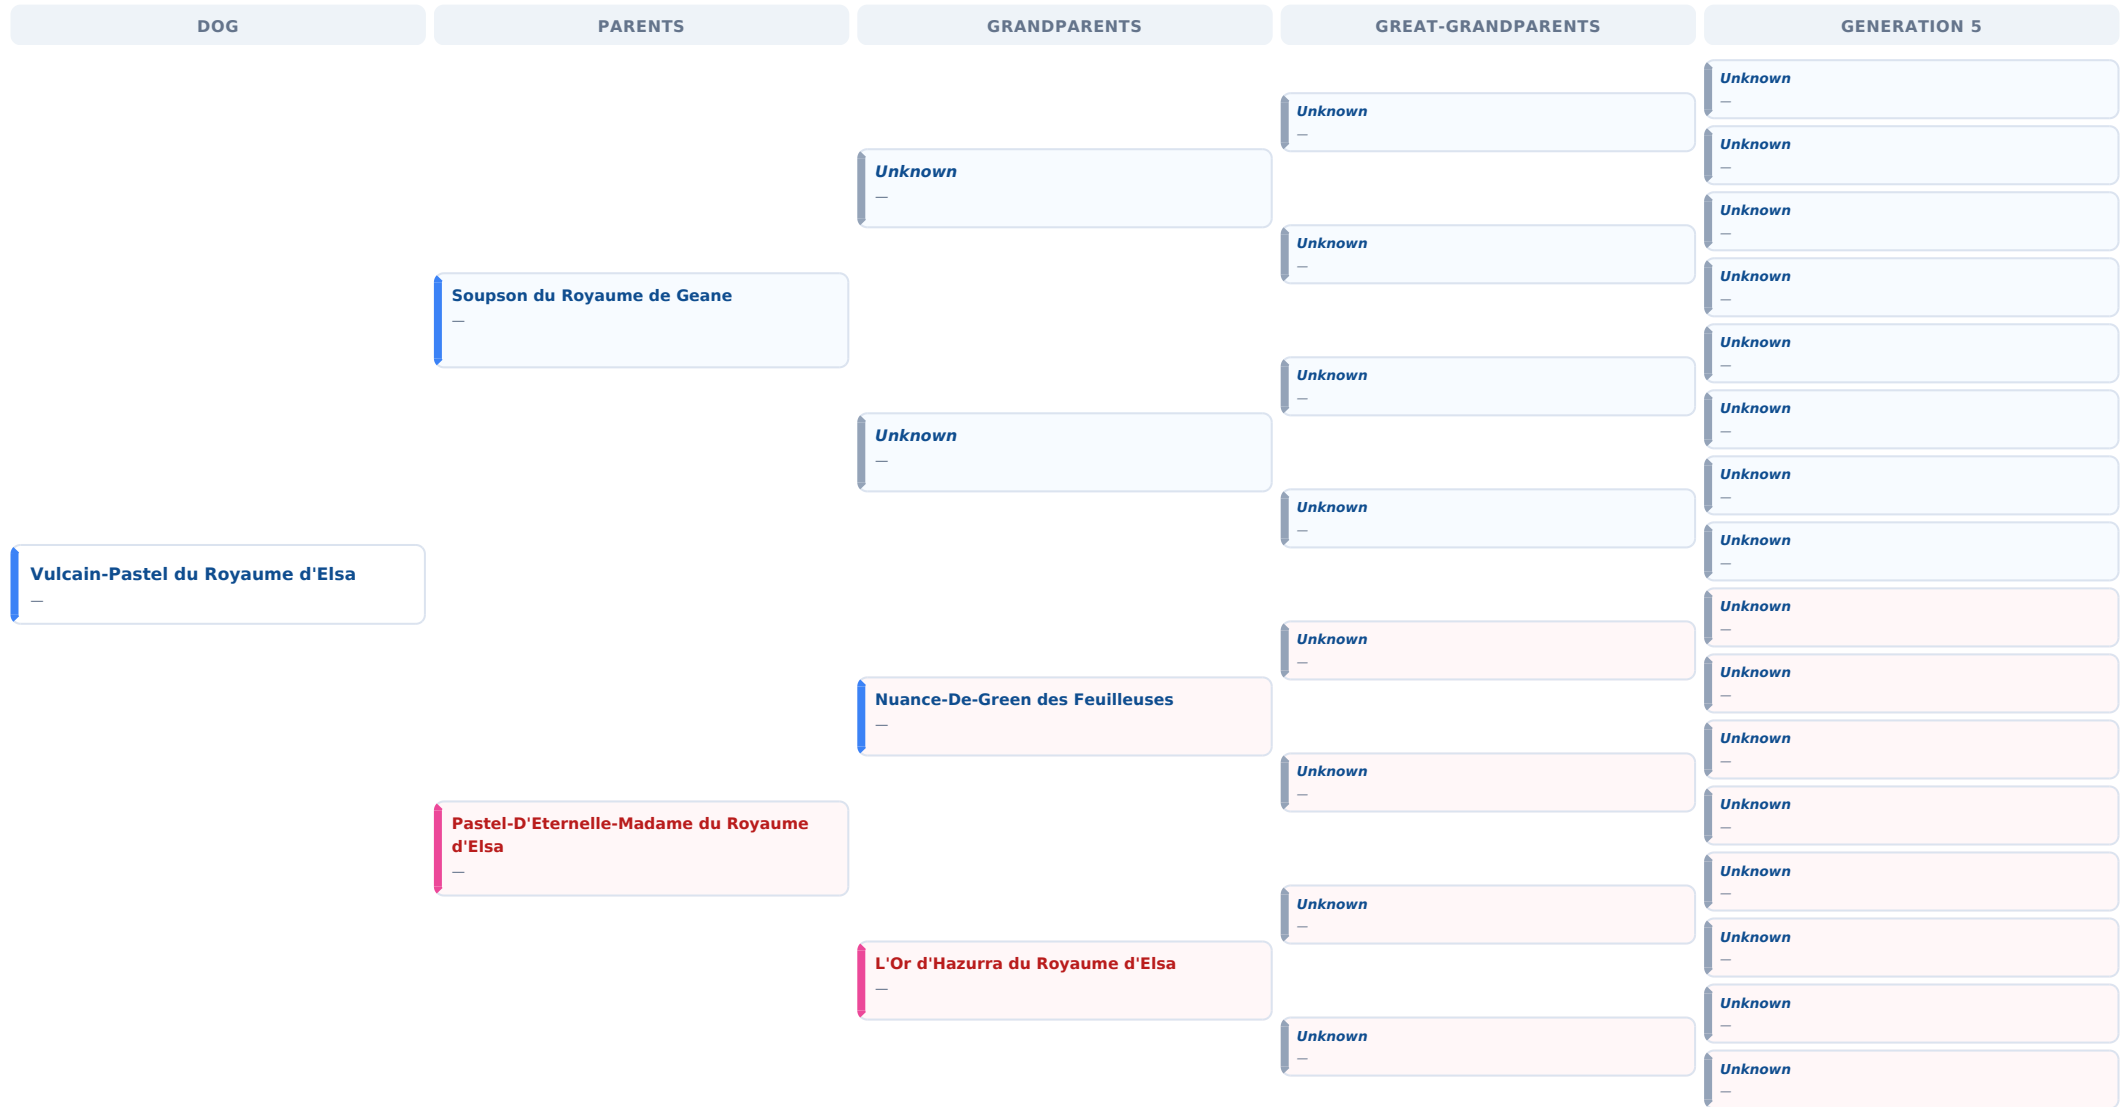 DOG
PARENTS
GRANDPARENTS
GREAT-GRANDPARENTS
GENERATION 5
Vulcain-Pastel du Royaume d'Elsa
—
Soupson du Royaume de Geane
—
Pastel-D'Eternelle-Madame du Royaume
d'Elsa
—
Unknown
—
Unknown
—
Nuance-De-Green des Feuilleuses
—
L'Or d'Hazurra du Royaume d'Elsa
—
Unknown
—
Unknown
—
Unknown
—
Unknown
—
Unknown
—
Unknown
—
Unknown
—
Unknown
—
Unknown
—
Unknown
—
Unknown
—
Unknown
—
Unknown
—
Unknown
—
Unknown
—
Unknown
—
Unknown
—
Unknown
—
Unknown
—
Unknown
—
Unknown
—
Unknown
—
Unknown
—
Unknown
—